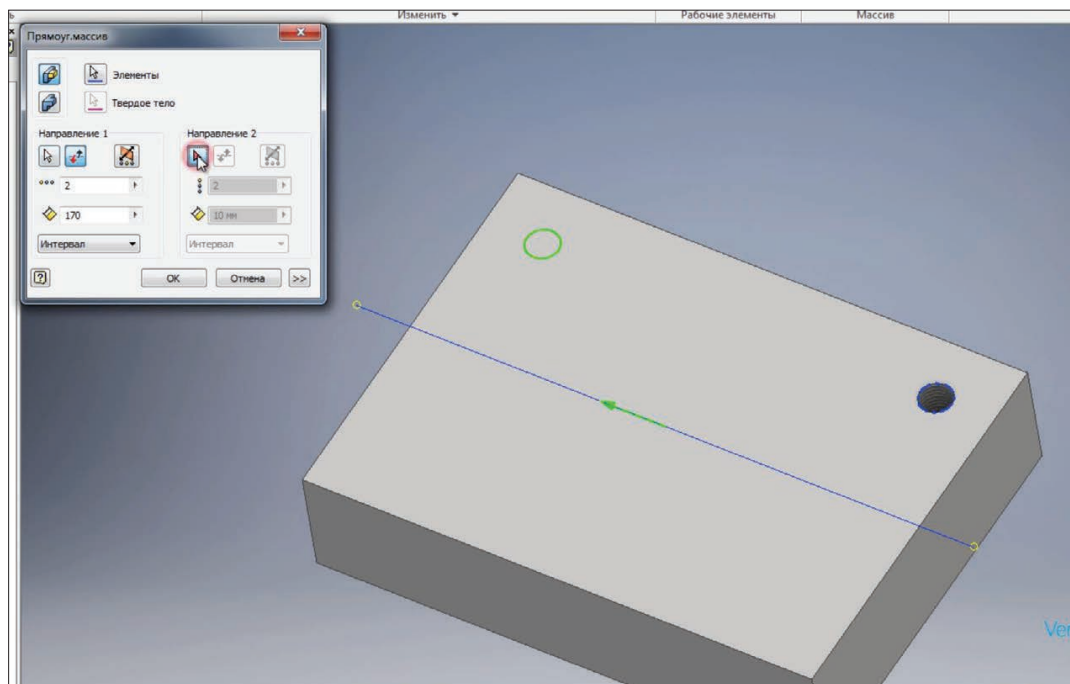 Изменить
Рабочие элементы
Массив
Прямоуг.массив
Элементы
Твердое тело
Направление 1
Направление 2
2
2
170
10 мм
Интервал
Интервал
OK
Отмена
>>
Ver